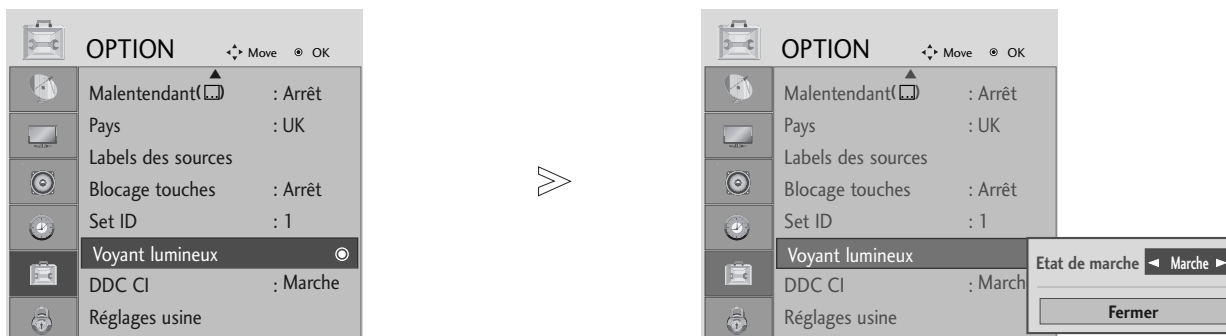 OPTION Move OK
Malentendant( ) : Arrêt
Pays : UK
Labels des sources
Blocage touches : Arrêt
Set ID : 1
Voyant lumineux
DDC CI : Marche
Réglages usine
OPTION Move OK
Malentendant( ) : Arrêt
Pays : UK
Labels des sources
Blocage touches : Arrêt
Set ID : 1
Voyant lumineux
DDC CI : March
Réglages usine
Etat de marche ◄ Marche ►
Fermer